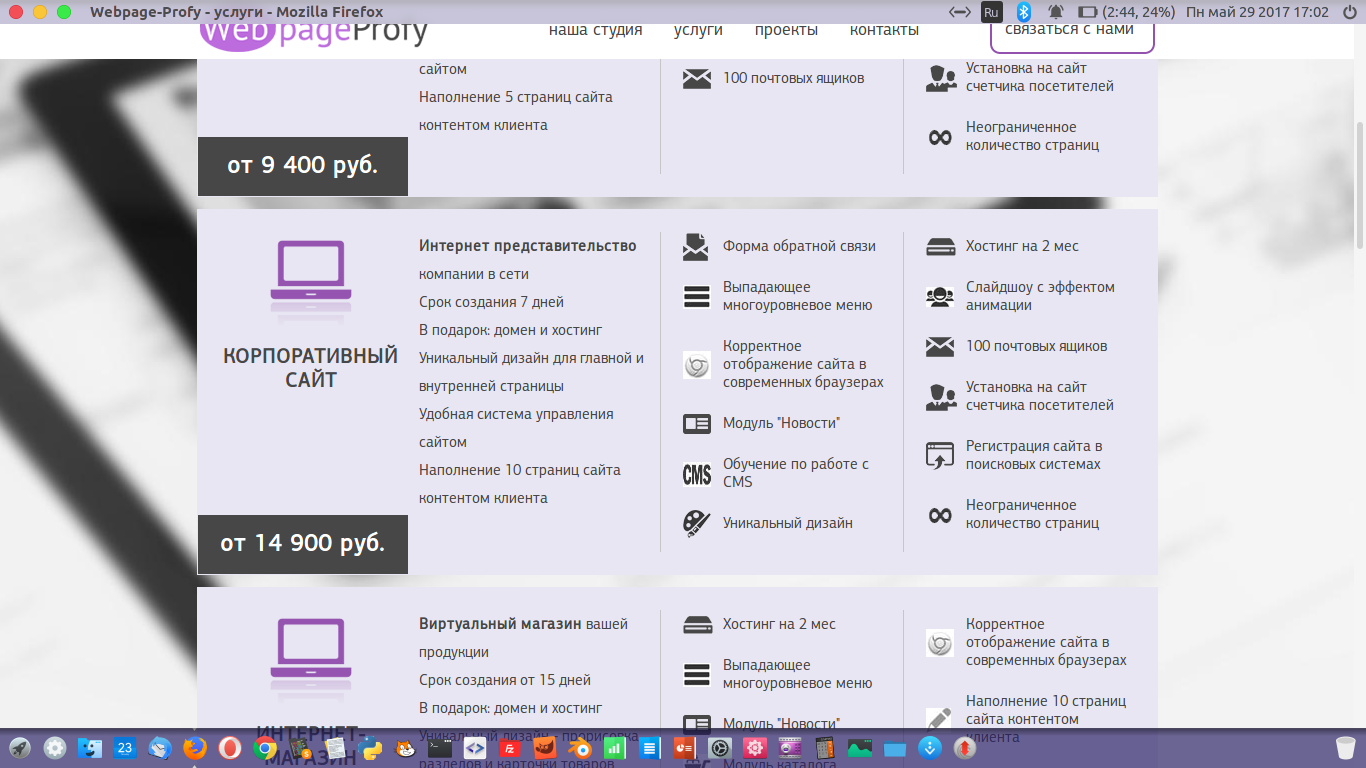 Webpage-Profy - услуги - Mozilla Firefox
Ru
(2:44, 24%)
Пн май 29 2017 17:02
WebpageProfy
наша студия
услуги
проекты
контакты
связаться с нами
сайтом
Наполнение 5 страниц сайта
контентом клиента
от 9 400 руб.
100 почтовых ящиков
Установка на сайт
счетчика посетителей
Неограниченное
количество страниц
КОРПОРАТИВНЫЙ
САЙТ
от 14 900 руб.
Интернет представительство
компании в сети
Срок создания 7 дней
В подарок: домен и хостинг
Уникальный дизайн для главной и
внутренней страницы
Удобная система управления
сайтом
Наполнение 10 страниц сайта
контентом клиента
Форма обратной связи
Выпадающее
многоуровневое меню
Корректное
отображение сайта в
современных браузерах
Модуль "Новости"
CMS
Обучение по работе с
CMS
Уникальный дизайн
Хостинг на 2 мес
Слайдшоу с эффектом
анимации
100 почтовых ящиков
Установка на сайт
счетчика посетителей
Регистрация сайта в
поисковых системах
Неограниченное
количество страниц
ИНТЕРНЕТ-
МАГАЗИН
Виртуальный магазин вашей
продукции
Срок создания от 15 дней
В подарок: домен и хостинг
Уникальный дизайн - прорисовка
разделов и карточки товаров
Хостинг на 2 мес
Выпадающее
многоуровневое меню
Модуль "Новости"
Модуль каталога
Корректное
отображение сайта в
современных браузерах
Наполнение 10 страниц
сайта контентом
клиента
23
FZ